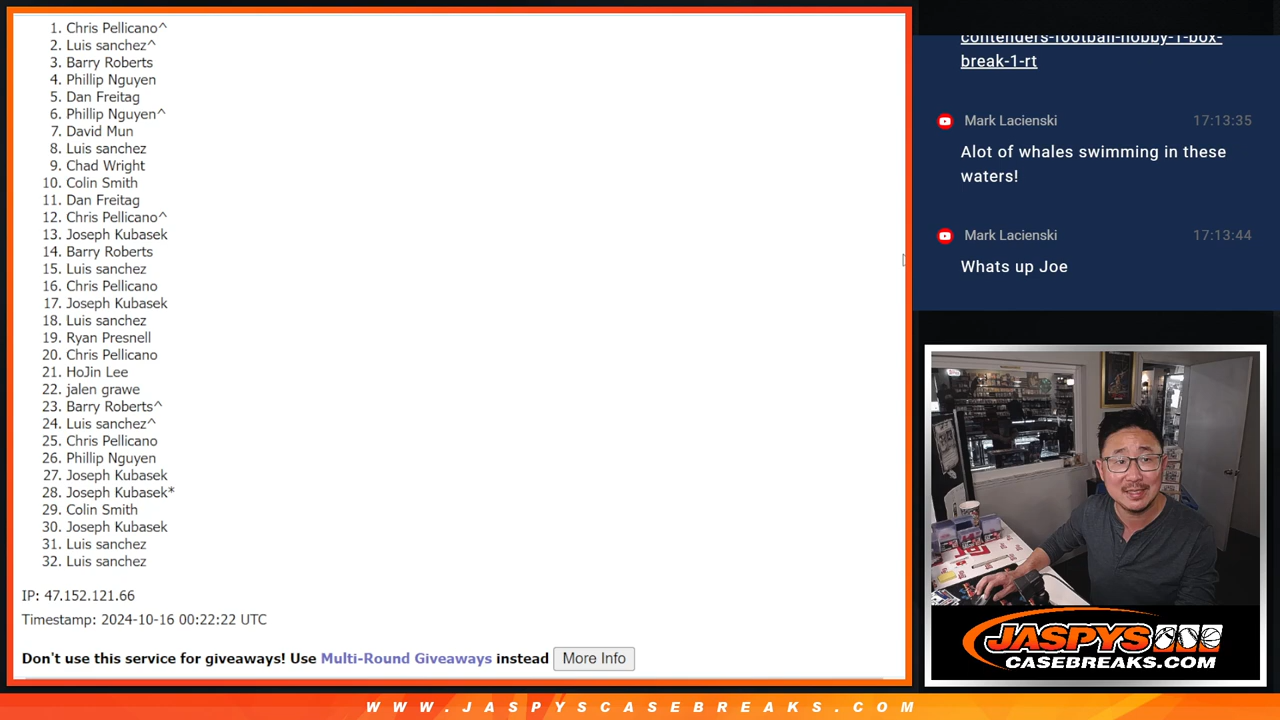 1. Chris Pellicano^
2. Luis sanchez^
3. Barry Roberts
4. Phillip Nguyen
5. Dan Freitag
6. Phillip Nguyen^
7. David Mun
8. Luis sanchez
9. Chad Wright
10. Colin Smith
11. Dan Freitag
12. Chris Pellicano^
13. Joseph Kubasek
14. Barry Roberts
15. Luis sanchez
16. Chris Pellicano
17. Joseph Kubasek
18. Luis sanchez
19. Ryan Presnell
20. Chris Pellicano
21. HoJin Lee
22. jalen grawe
23. Barry Roberts^
24. Luis sanchez^
25. Chris Pellicano
26. Phillip Nguyen
27. Joseph Kubasek
28. Joseph Kubasek*
29. Colin Smith
30. Joseph Kubasek
31. Luis sanchez
32. Luis sanchez
IP: 47.152.121.66
Timestamp: 2024-10-16 00:22:22 UTC
Don't use this service for giveaways! Use Multi-Round Giveaways instead More Info
contenders-football-hobby-1-box-
break-1-rt
Mark Lacienski 17:13:35
Alot of whales swimming in these
waters!
Mark Lacienski 17:13:44
Whats up Joe
JASPYS
CASEBREAKS.COM
WWW.JASPYSCASEBREAKS.COM